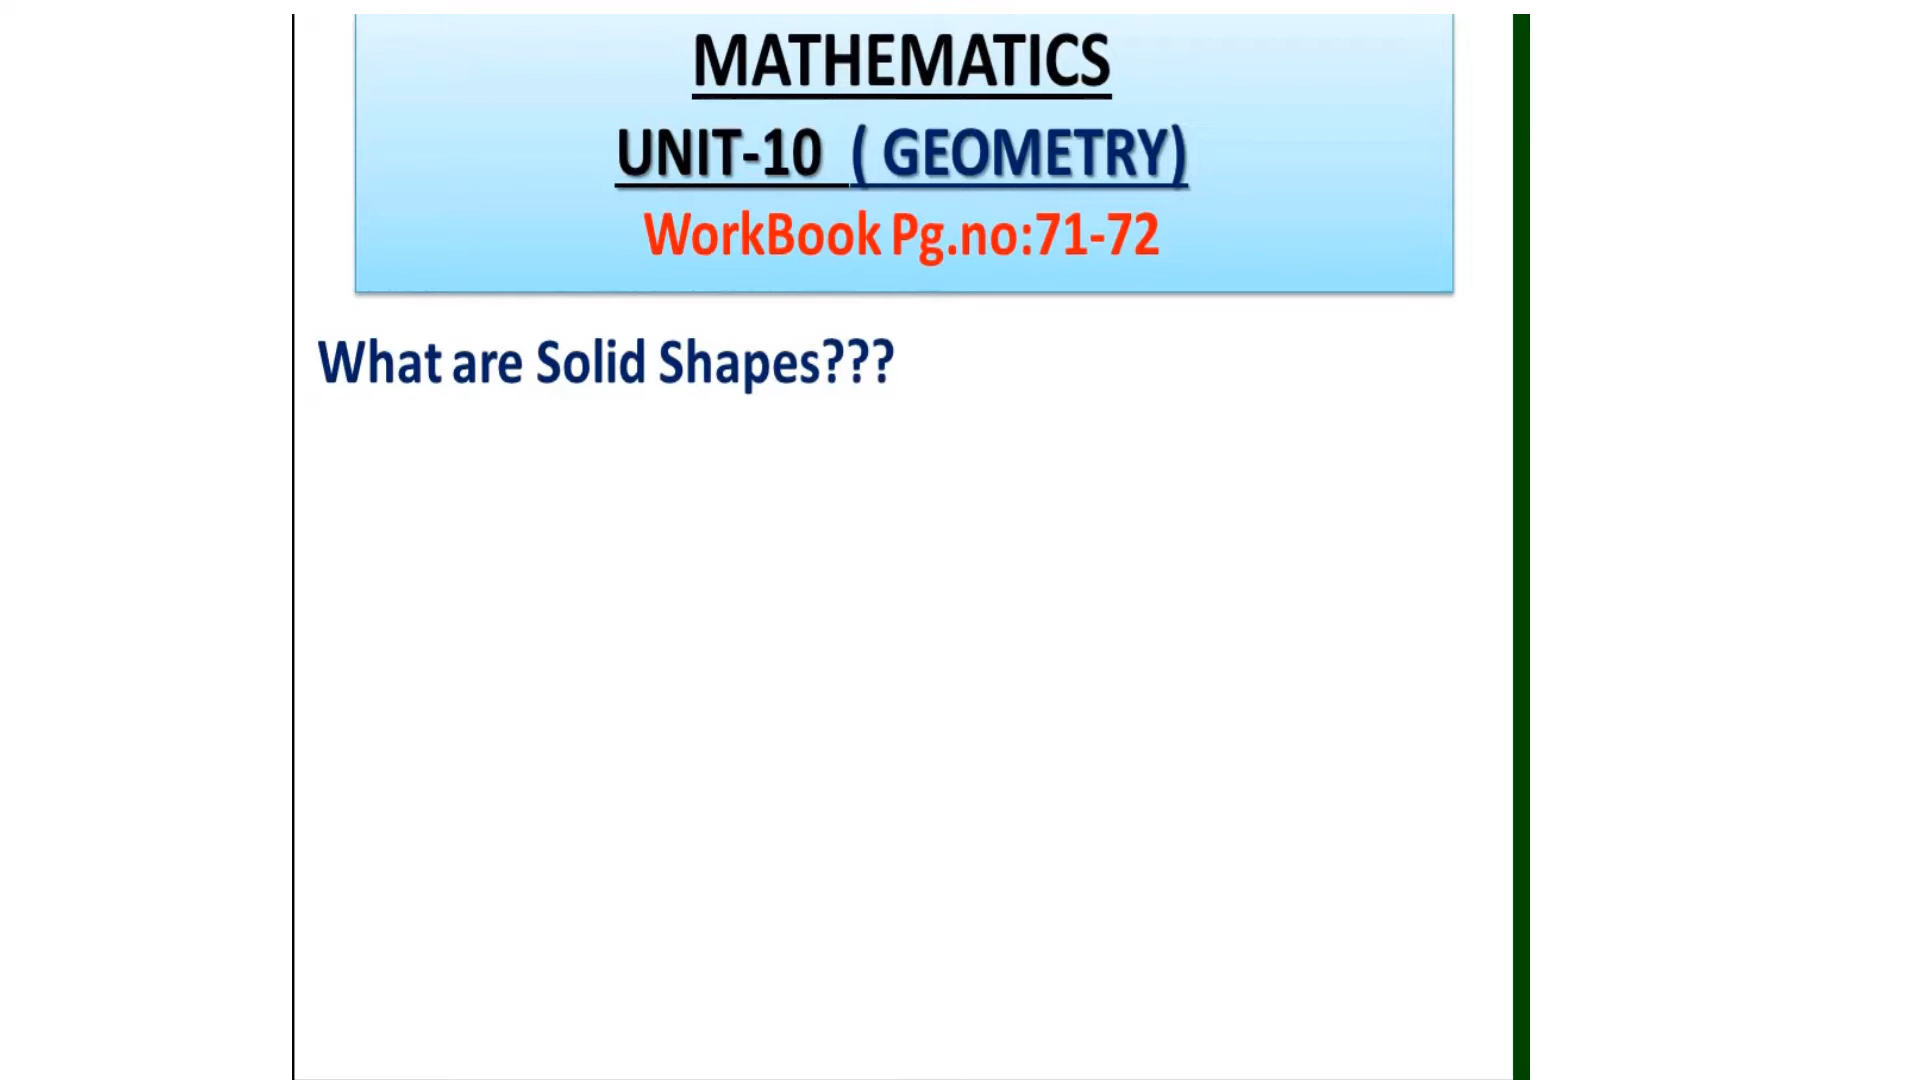 MATHEMATICS
UNIT-10 ( GEOMETRY)
WorkBook Pg.no:71-72
What are Solid Shapes???